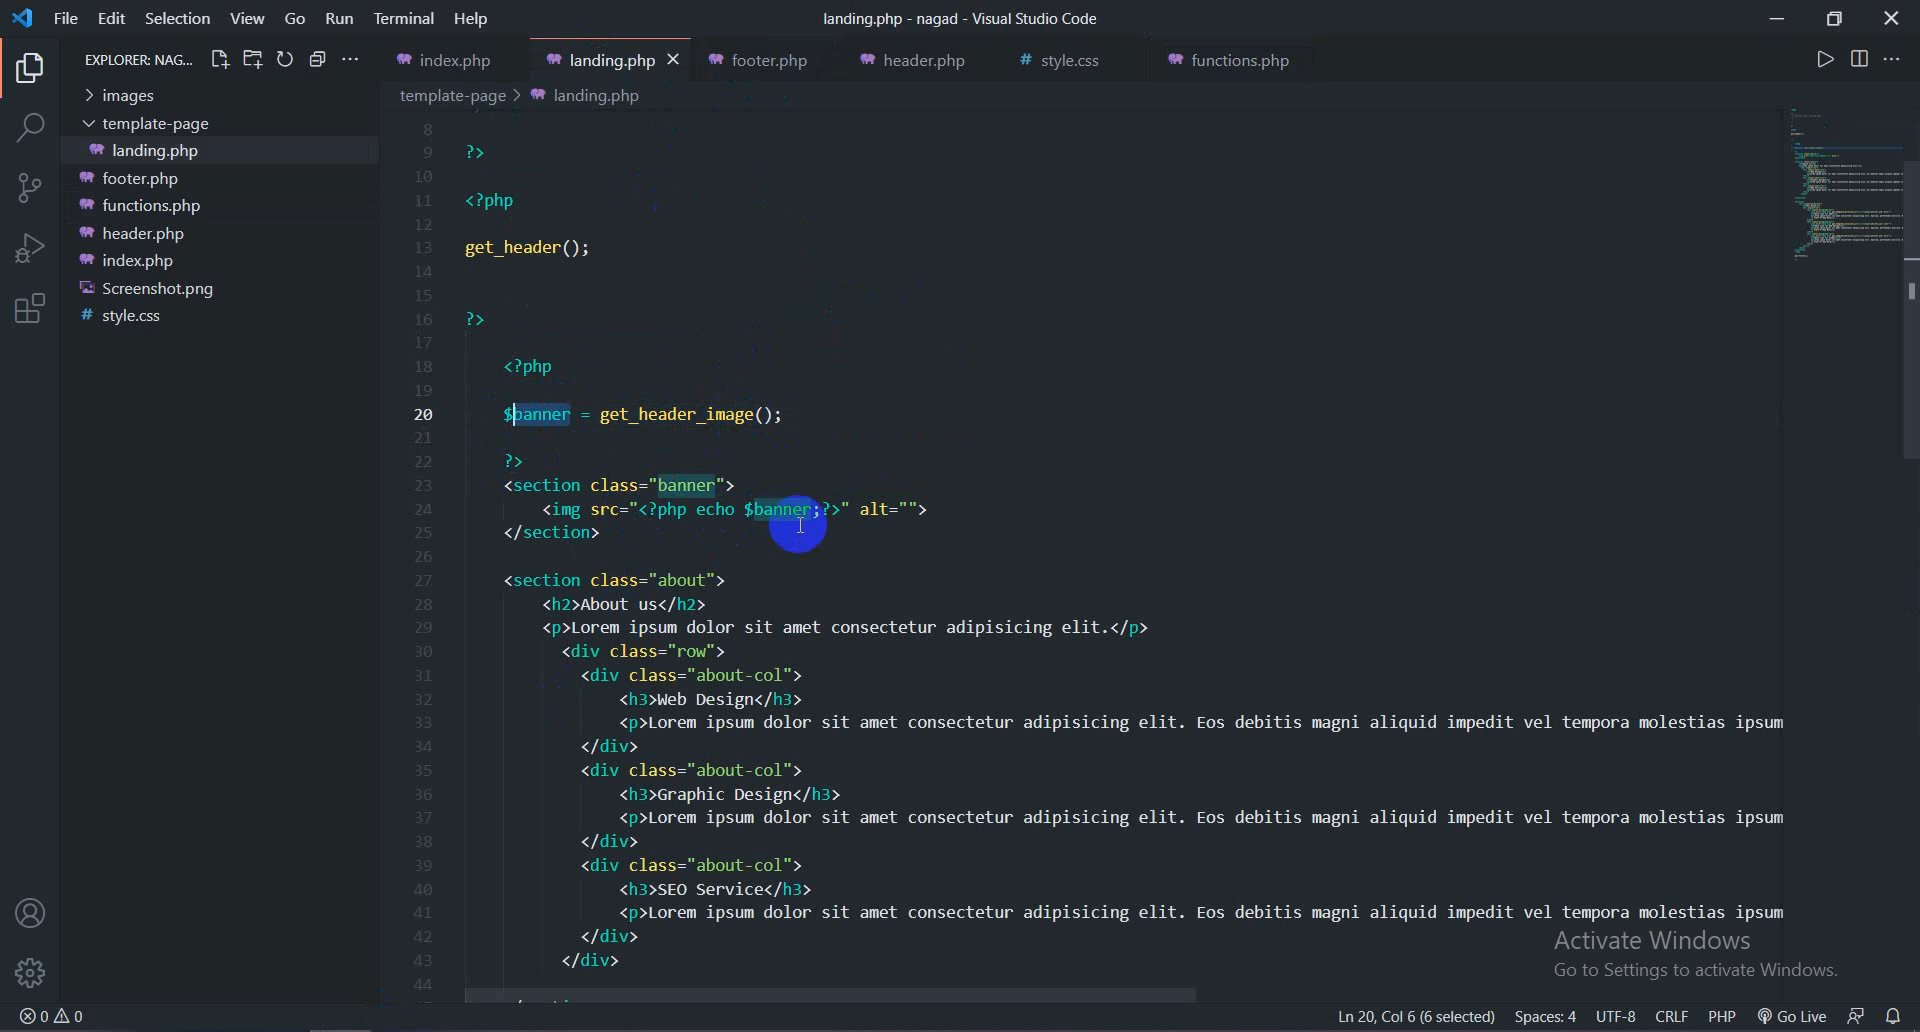 File Edit Selection View Go Run Terminal Help
landing.php - nagad - Visual Studio Code
EXPLORER: NAG...
index.php landing.php footer.php header.php # style.css functions.php
template-page > landing.php
images
template-page
landing.php
footer.php
functions.php
header.php
index.php
Screenshot.png
# style.css
8
9 ?>
10
11 <?php
12
13 get_header();
14
15
16 ?>
17
18 <?php
19
20 $banner = get_header_image();
21
22 ?>
23 <section class="banner">
24 <img src="<?php echo $banner;?>" alt="">
25 </section>
26
27 <section class="about">
28 <h2>About us</h2>
29 <p>Lorem ipsum dolor sit amet consectetur adipisicing elit.</p>
30 <div class="row">
31 <div class="about-col">
32 <h3>Web Design</h3>
33 <p>Lorem ipsum dolor sit amet consectetur adipisicing elit. Eos debitis magni aliquid impedit vel tempora molestias ipsum
34 </div>
35 <div class="about-col">
36 <h3>Graphic Design</h3>
37 <p>Lorem ipsum dolor sit amet consectetur adipisicing elit. Eos debitis magni aliquid impedit vel tempora molestias ipsum
38 </div>
39 <div class="about-col">
40 <h3>SEO Service</h3>
41 <p>Lorem ipsum dolor sit amet consectetur adipisicing elit. Eos debitis magni aliquid impedit vel tempora molestias ipsum
42 </div>
43 </div>
44
Activate Windows
Go to Settings to activate Windows.
0 0
Ln 20, Col 6 (6 selected) Spaces: 4 UTF-8 CRLF PHP Go Live